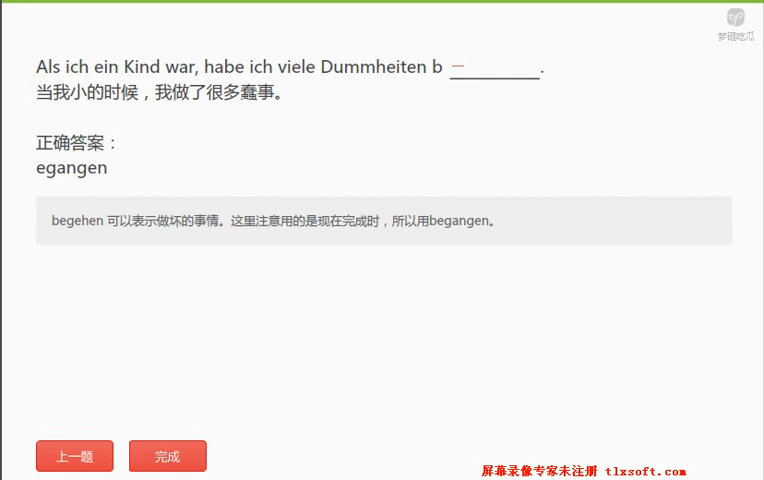 梦砸吃瓜
Als ich ein Kind war, habe ich viele Dummheiten b — .
当我小的时候，我做了很多蠢事。
正确答案：
egangen
begehen 可以表示做坏的事情。这里注意用的是现在完成时，所以用begangen。
上一题 完成
屏幕录像专家未注册 tlxsoft.com